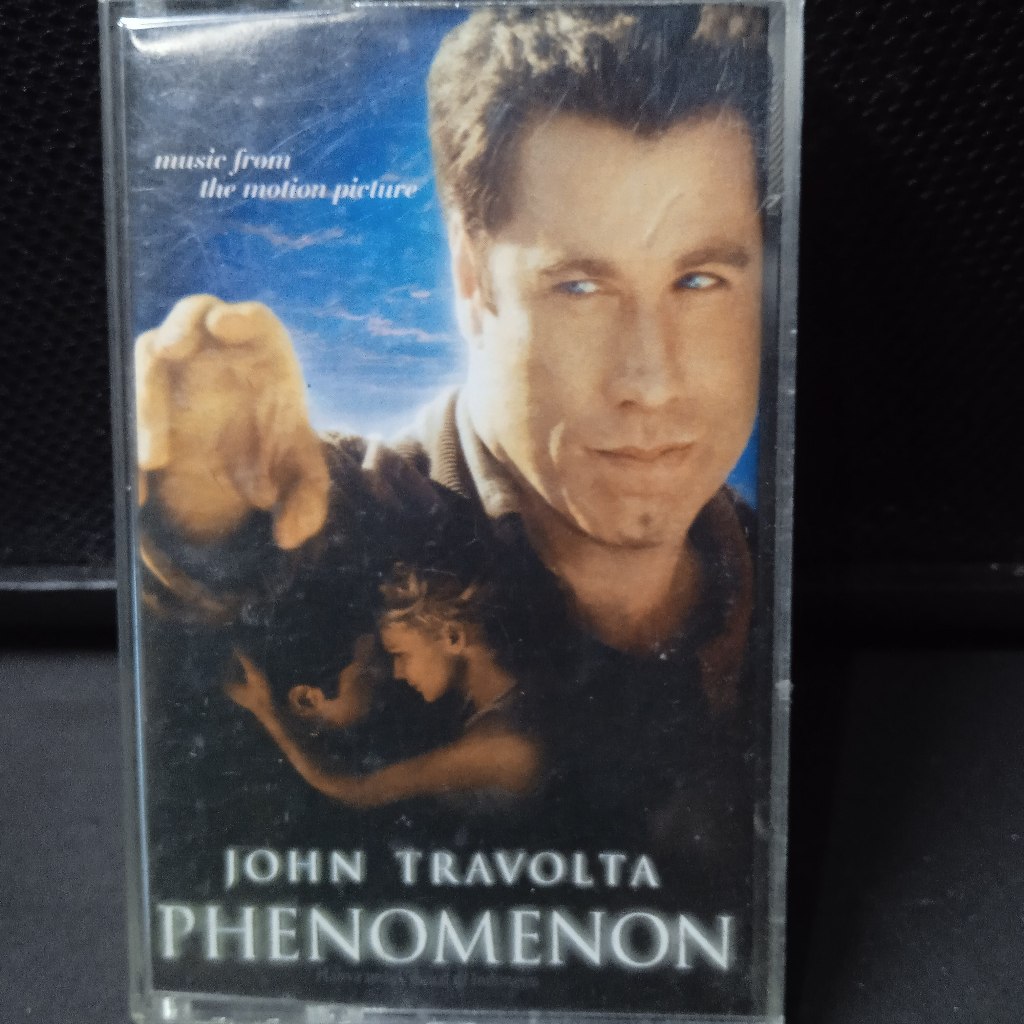 music from
the motion picture
JOHN TRAVOLTA
PHENOMENON